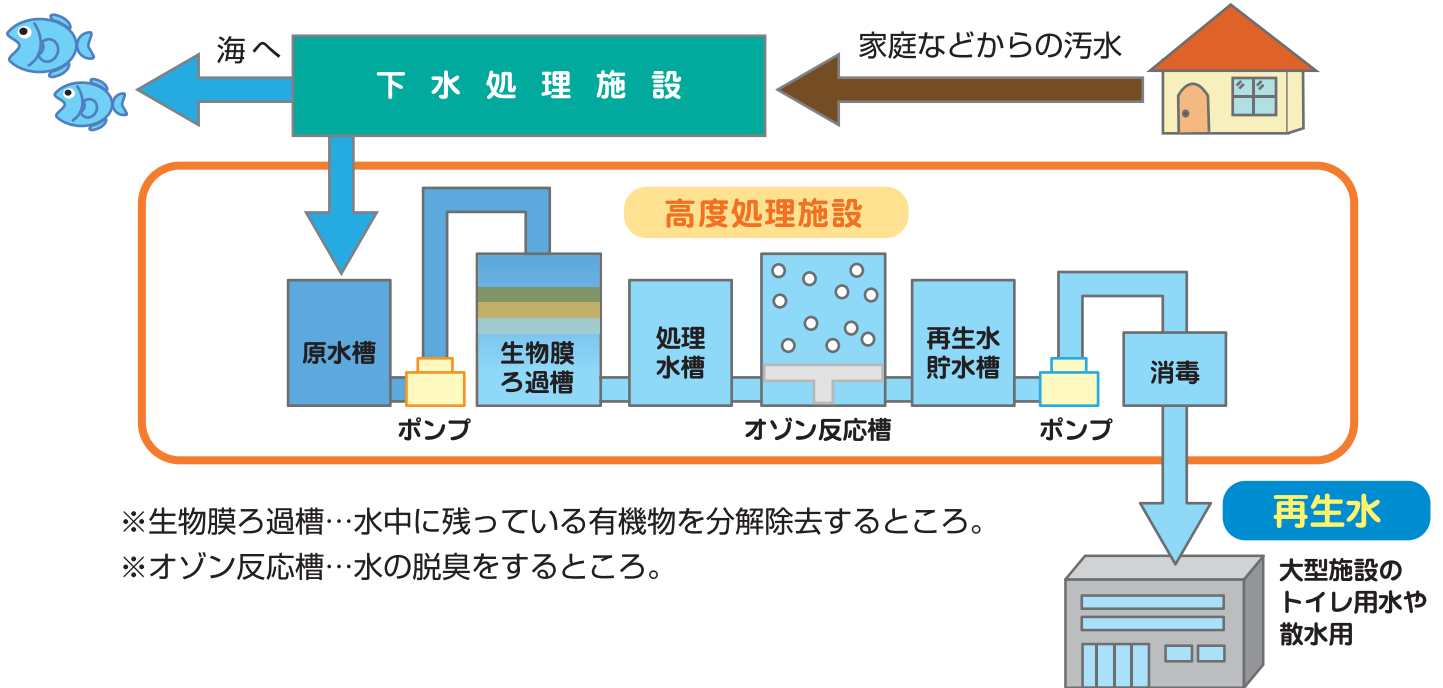 海へ
下水処理施設
家庭などからの汚水
高度処理施設
原水槽
ポンプ
生物膜
ろ過槽
処理
水槽
オゾン反応槽
再生水
貯水槽
ポンプ
消毒
再生水
大型施設の
トイレ用水や
散水用
※生物膜ろ過槽…水中に残っている有機物を分解除去するところ。
※オゾン反応槽…水の脱臭をするところ。